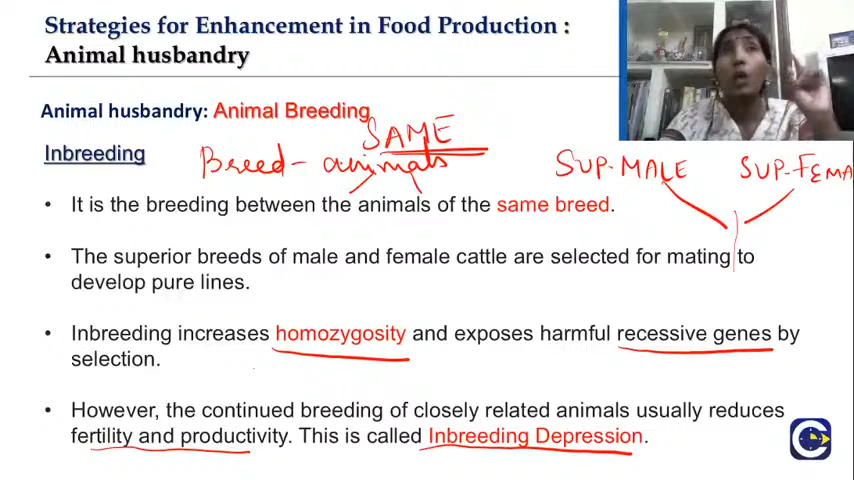 Strategies for Enhancement in Food Production :
Animal husbandry
Animal husbandry: Animal Breeding
SAME
Inbreeding
Breed - animals
SUP-MALE
SUP-FEMA
• It is the breeding between the animals of the same breed.
• The superior breeds of male and female cattle are selected for mating to
develop pure lines.
• Inbreeding increases homozygosity and exposes harmful recessive genes by
selection.
• However, the continued breeding of closely related animals usually reduces
fertility and productivity. This is called Inbreeding Depression.